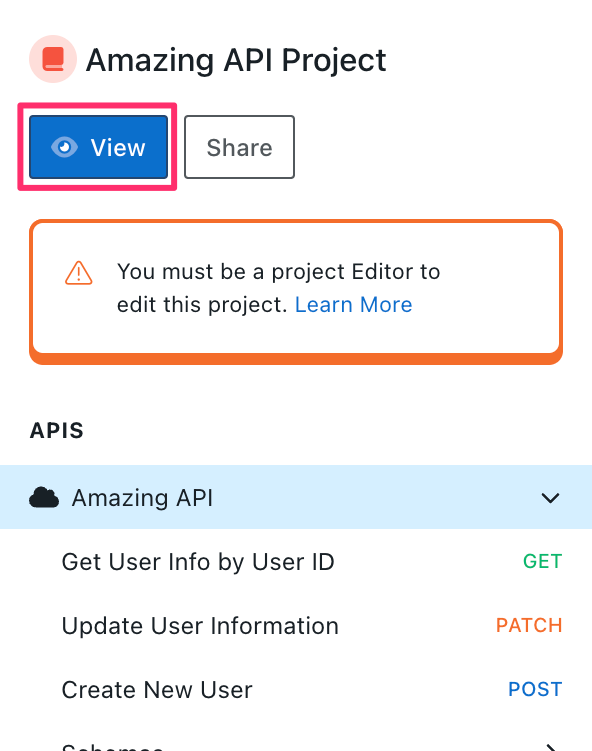 Amazing API Project
View
Share
You must be a project Editor to
edit this project. Learn More
APIS
Amazing API
Get User Info by User ID
GET
Update User Information
PATCH
Create New User
POST
Schemas